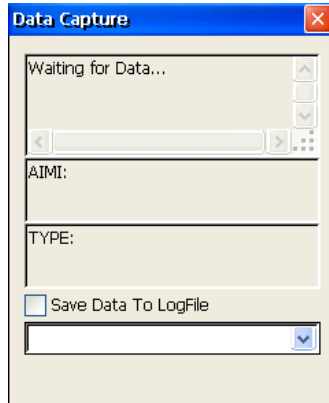 Data Capture
Waiting for Data...
AIMI:
TYPE:
Save Data To LogFile